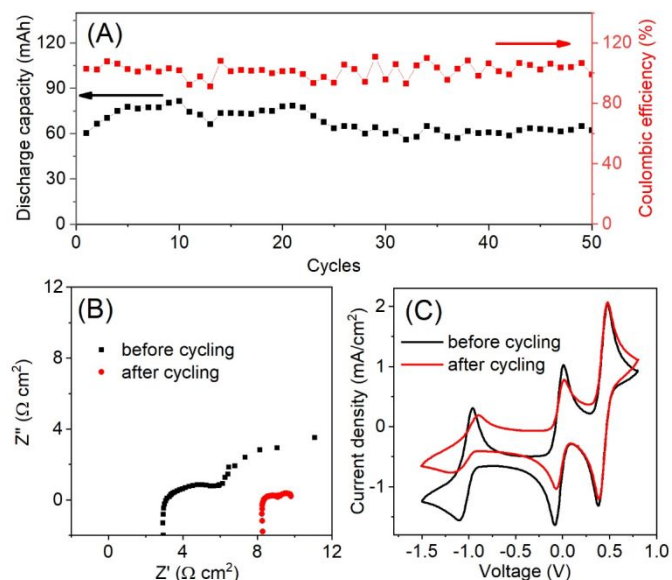 (A)
Discharge capacity (mAh)
120
90
60
30
0
120
80
40
0
Coulombic efficiency (%)
0 10 20 30 40 50
Cycles
(B)
before cycling
after cycling
Z'' (Ω cm²)
12
8
4
0
0 4 8 12
Z' (Ω cm²)
(C)
before cycling
after cycling
Current density (mA/cm²)
2
1
0
-1
-1.5 -1.0 -0.5 0.0 0.5 1.0
Voltage (V)